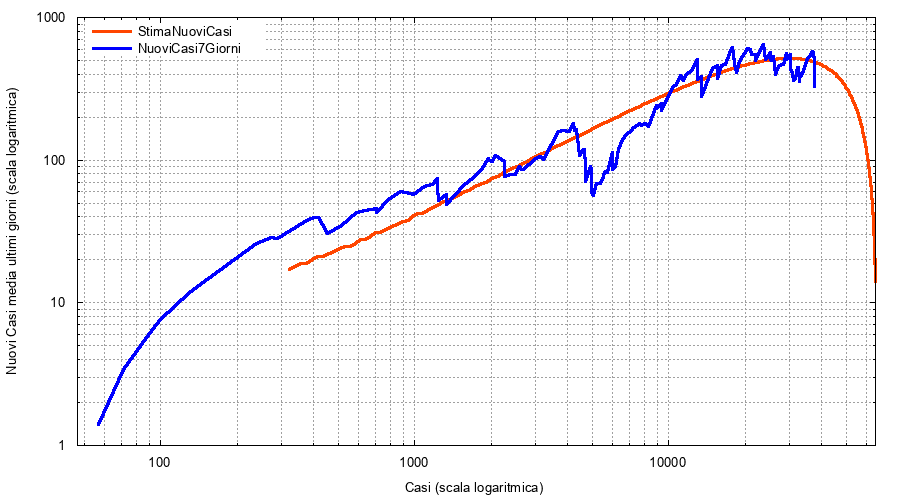 StimaNuoviCasi
NuoviCasi7Giorni
Nuovi Casi media ultimi giorni (scala logaritmica)
1000
100
10
1
100
1000
10000
Casi (scala logaritmica)